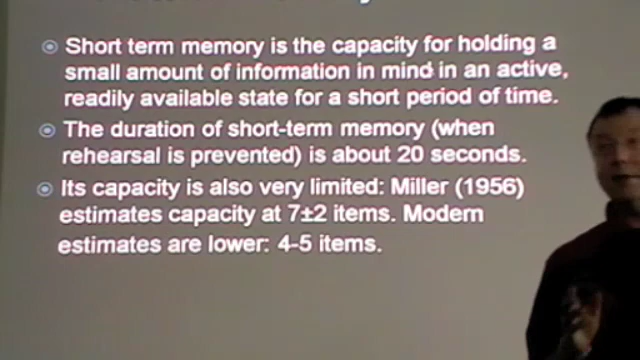 Short term memory is the capacity for holding a
small amount of information in mind in an active,
readily available state for a short period of time.
The duration of short-term memory (when
rehearsal is prevented) is about 20 seconds.
Its capacity is also very limited: Miller (1956)
estimates capacity at 7±2 items. Modern
estimates are lower: 4-5 items.